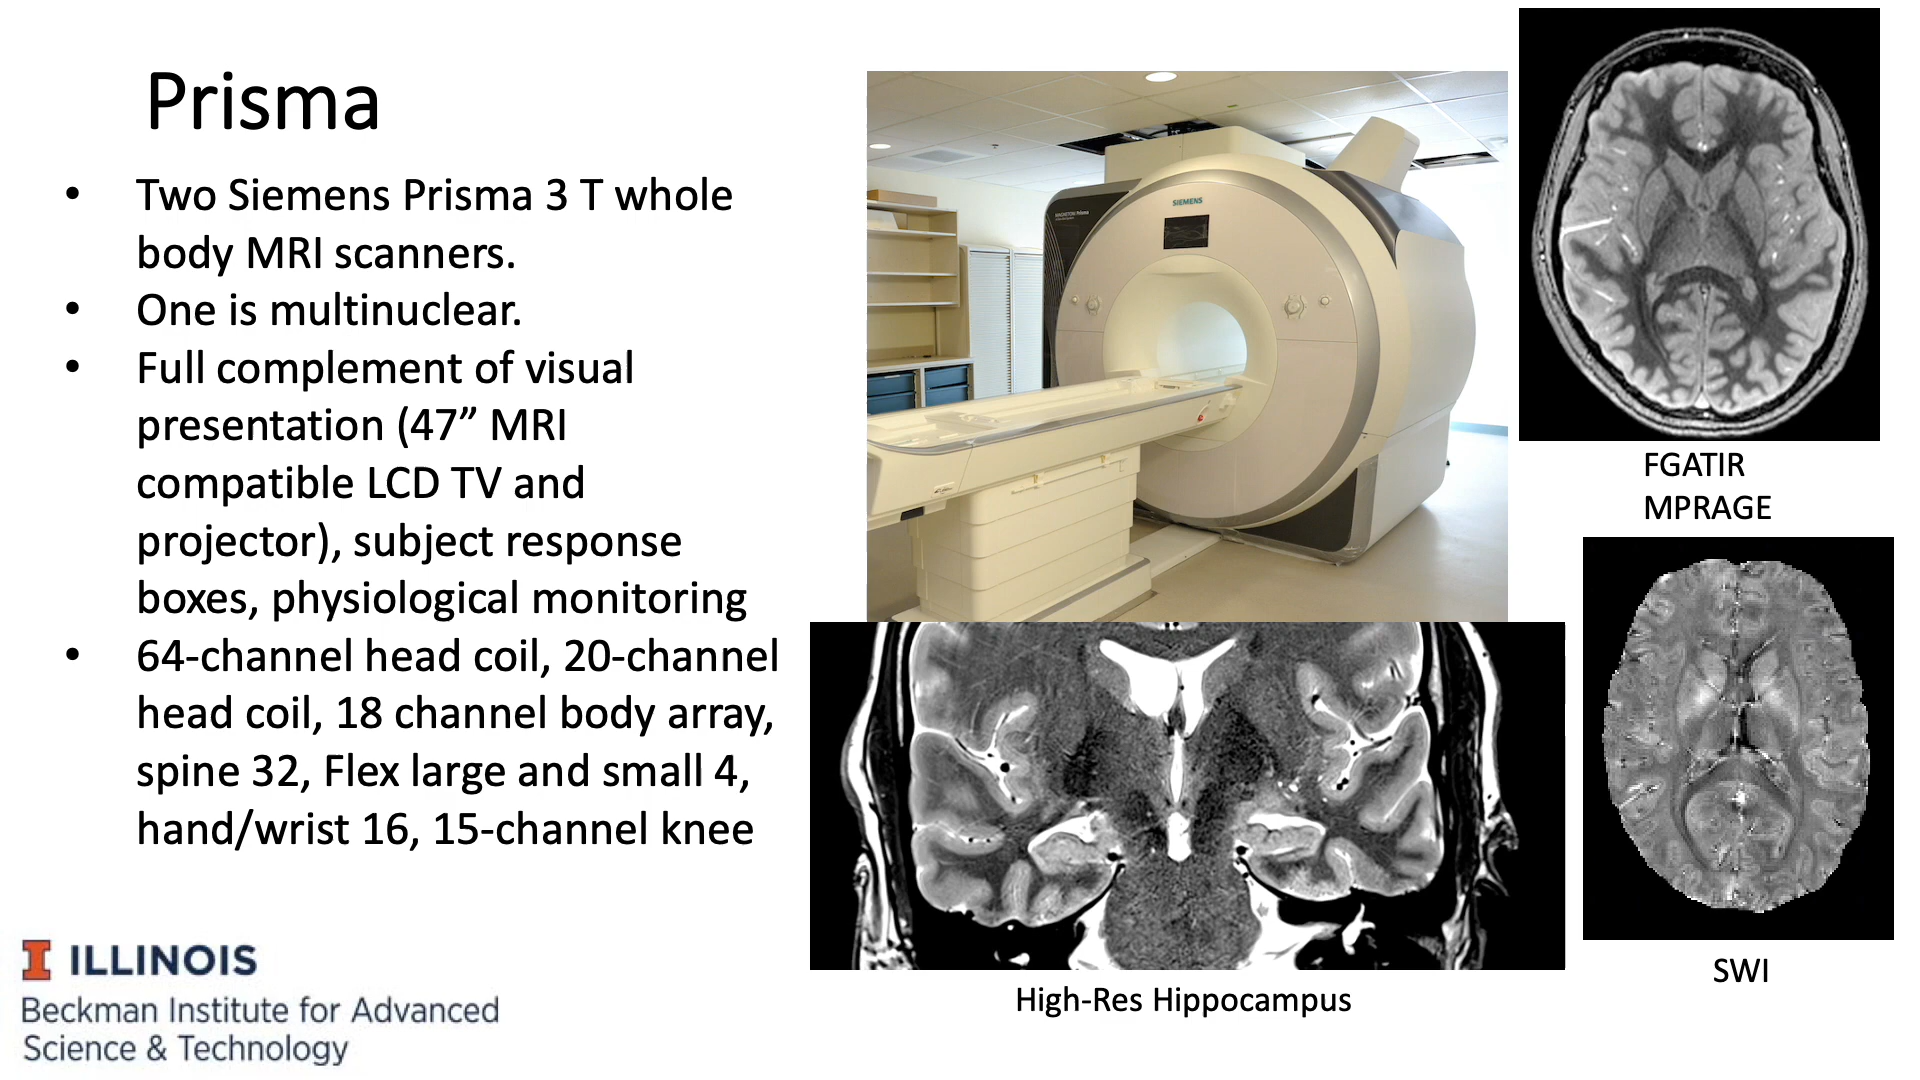 Prisma
• Two Siemens Prisma 3 T whole
body MRI scanners.
• One is multinuclear.
• Full complement of visual
presentation (47” MRI
compatible LCD TV and
projector), subject response
boxes, physiological monitoring
• 64-channel head coil, 20-channel
head coil, 18 channel body array,
spine 32, Flex large and small 4,
hand/wrist 16, 15-channel knee
SIEMENS
MAGNETOM Prisma
FGATIR
MPRAGE
SWI
High-Res Hippocampus
I ILLINOIS
Beckman Institute for Advanced
Science & Technology